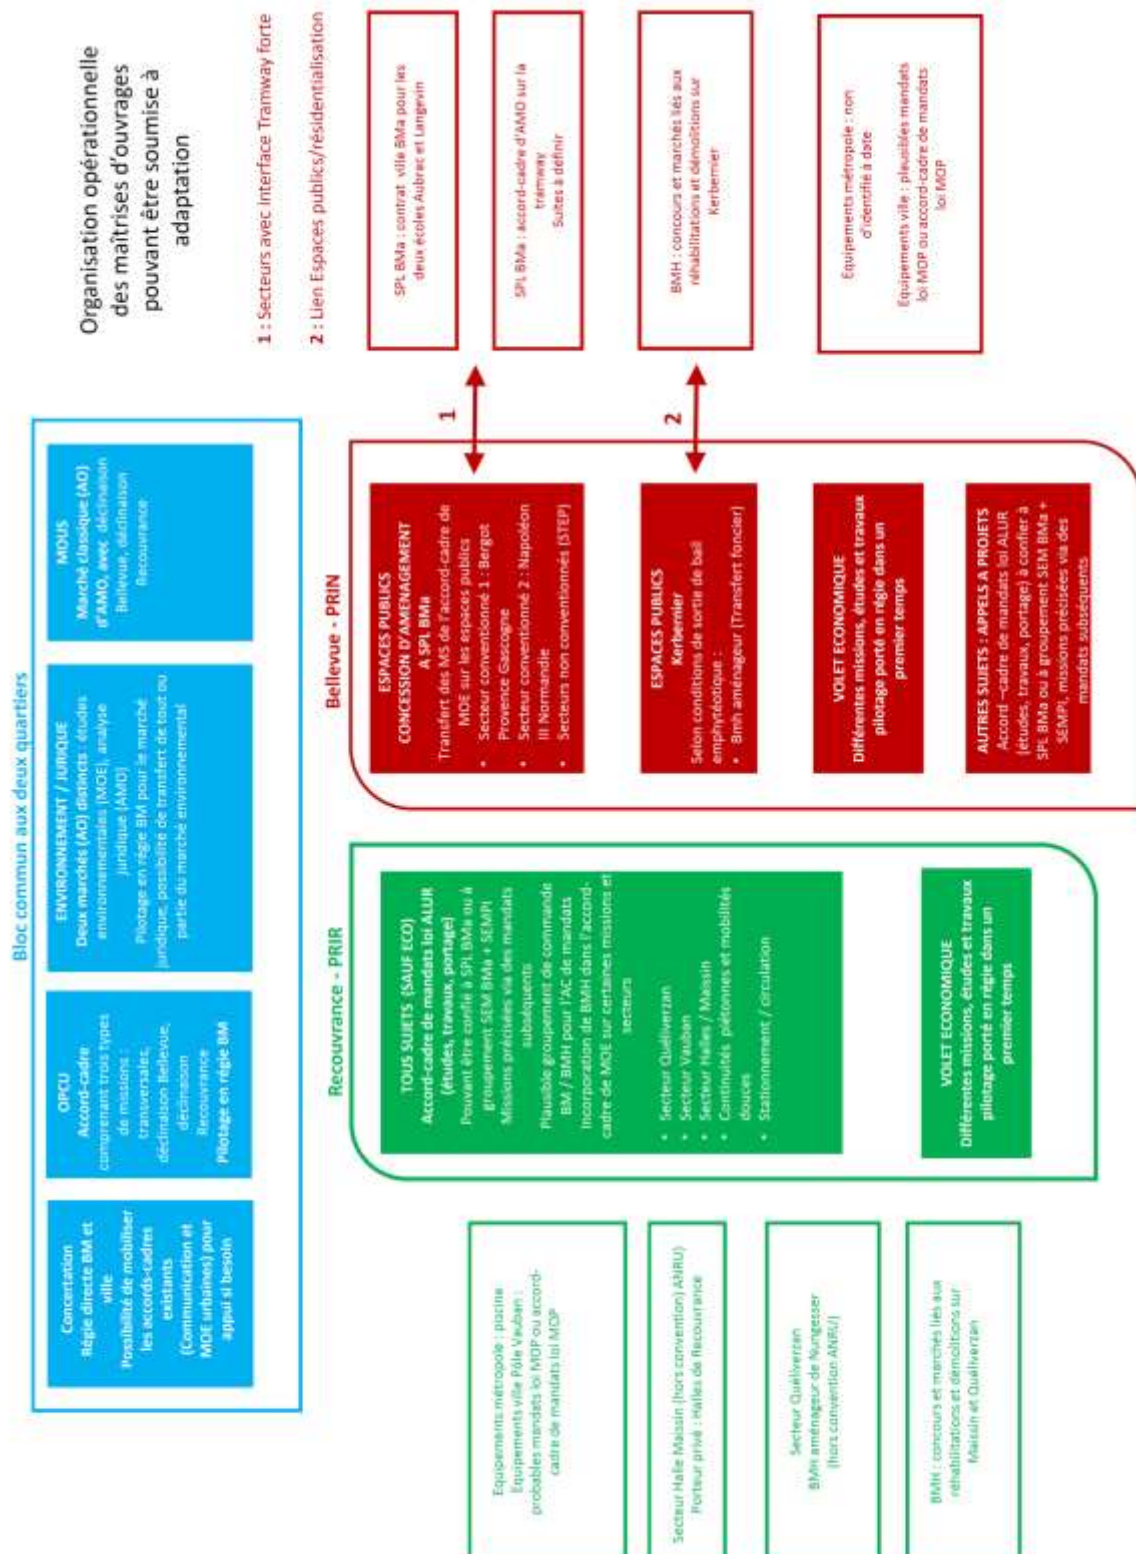 Organisation opérationnelle
des maîtrises d'ouvrages
pouvant être soumise à
adaptation
1 : Secteurs avec interface Tramway forte
2 : Lien Espaces publics/résidentialisation
Bloc commun aux deux quartiers
Concertation
Régie directe BM et
ville
Possibilité de mobiliser
les accords-cadres
existants
(Communication et
MOE urbaines) pour
appui si besoin
OPCU
Accord-cadre
comprenant trois types
de missions :
transversales,
déclinaison Bellevue,
déclinaison
Recouvrance
Pilotage en régie BM
ENVIRONNEMENT / JURIQUE
Deux marchés (AO) distincts : études
environnementales (MOE), analyse
juridique (AMO)
Pilotage en régie BM pour le marché
juridique, possibilité de transfert de tout ou
partie du marché environnemental
MOUS
Marché classique (AO)
d'AMO, avec déclinaison
Bellevue, déclinaison
Recouvrance
Recouvrance - PRIR
TOUS SUJETS (SAUF ECO)
Accord-cadre de mandats loi ALUR
(études, travaux, portage)
Pouvant être confié à SPL BMa ou à
groupement SEM BMa + SEMPI
Missions précisées via des mandats
subséquents
Plausible groupement de commande
BM / BMH pour l'AC de mandats
Incorporation de BMH dans l'accord-
cadre de MOE sur certaines missions et
secteurs
• Secteur Quéliverzan
• Secteur Vauban
• Secteur Halles / Maissin
• Continuités piétonnes et mobilités
douces
• Stationnement / circulation
VOLET ECONOMIQUE
Différentes missions, études et travaux
pilotage porté en régie dans un
premier temps
Bellevue - PRIN
ESPACES PUBLICS
CONCESSION D'AMENAGEMENT
A SPL BMa
Transfert des MS de l'accord-cadre de
MOE sur les espaces publics
• Secteur conventionné 1 : Bergot
Provence Gascogne
• Secteur conventionné 2 : Napoléon
III Normandie
• Secteurs non conventionnés (STEP)
ESPACES PUBLICS
Kerbernier
Selon conditions de sortie de bail
emphytéotique :
• Bmh aménageur (Transfert foncier)
VOLET ECONOMIQUE
Différentes missions, études et travaux
pilotage porté en régie dans un
premier temps
AUTRES SUJETS : APPELS A PROJETS
Accord –cadre de mandats loi ALUR
(études, travaux, portage) à confier à
SPL BMa ou à groupement SEM BMa +
SEMPI, missions précisées via des
mandats subséquents
1
2
SPL BMa : contrat ville BMa pour les
deux écoles Aubrac et Langevin
SPL BMa : accord-cadre d'AMO sur la
tramway
Suites à définir
BMH : concours et marchés liés aux
réhabilitations et démolitions sur
Kerbernier
Equipements métropole : non
d'identifié à date
Equipements ville : plausibles mandats
loi MOP ou accord-cadre de mandats
loi MOP
Equipements métropole : piscine
Equipements ville Pôle Vauban :
probables mandats loi MOP ou accord-
cadre de mandats loi MOP
Secteur Halle Maissin (hors convention) ANRU)
Porteur privé : Halles de Recouvrance
Secteur Quéliverzan
BMH aménageur de Nungesser
(hors convention ANRU)
BMH : concours et marchés liés aux
réhabilitations et démolitions sur
Maissin et Quéliverzan